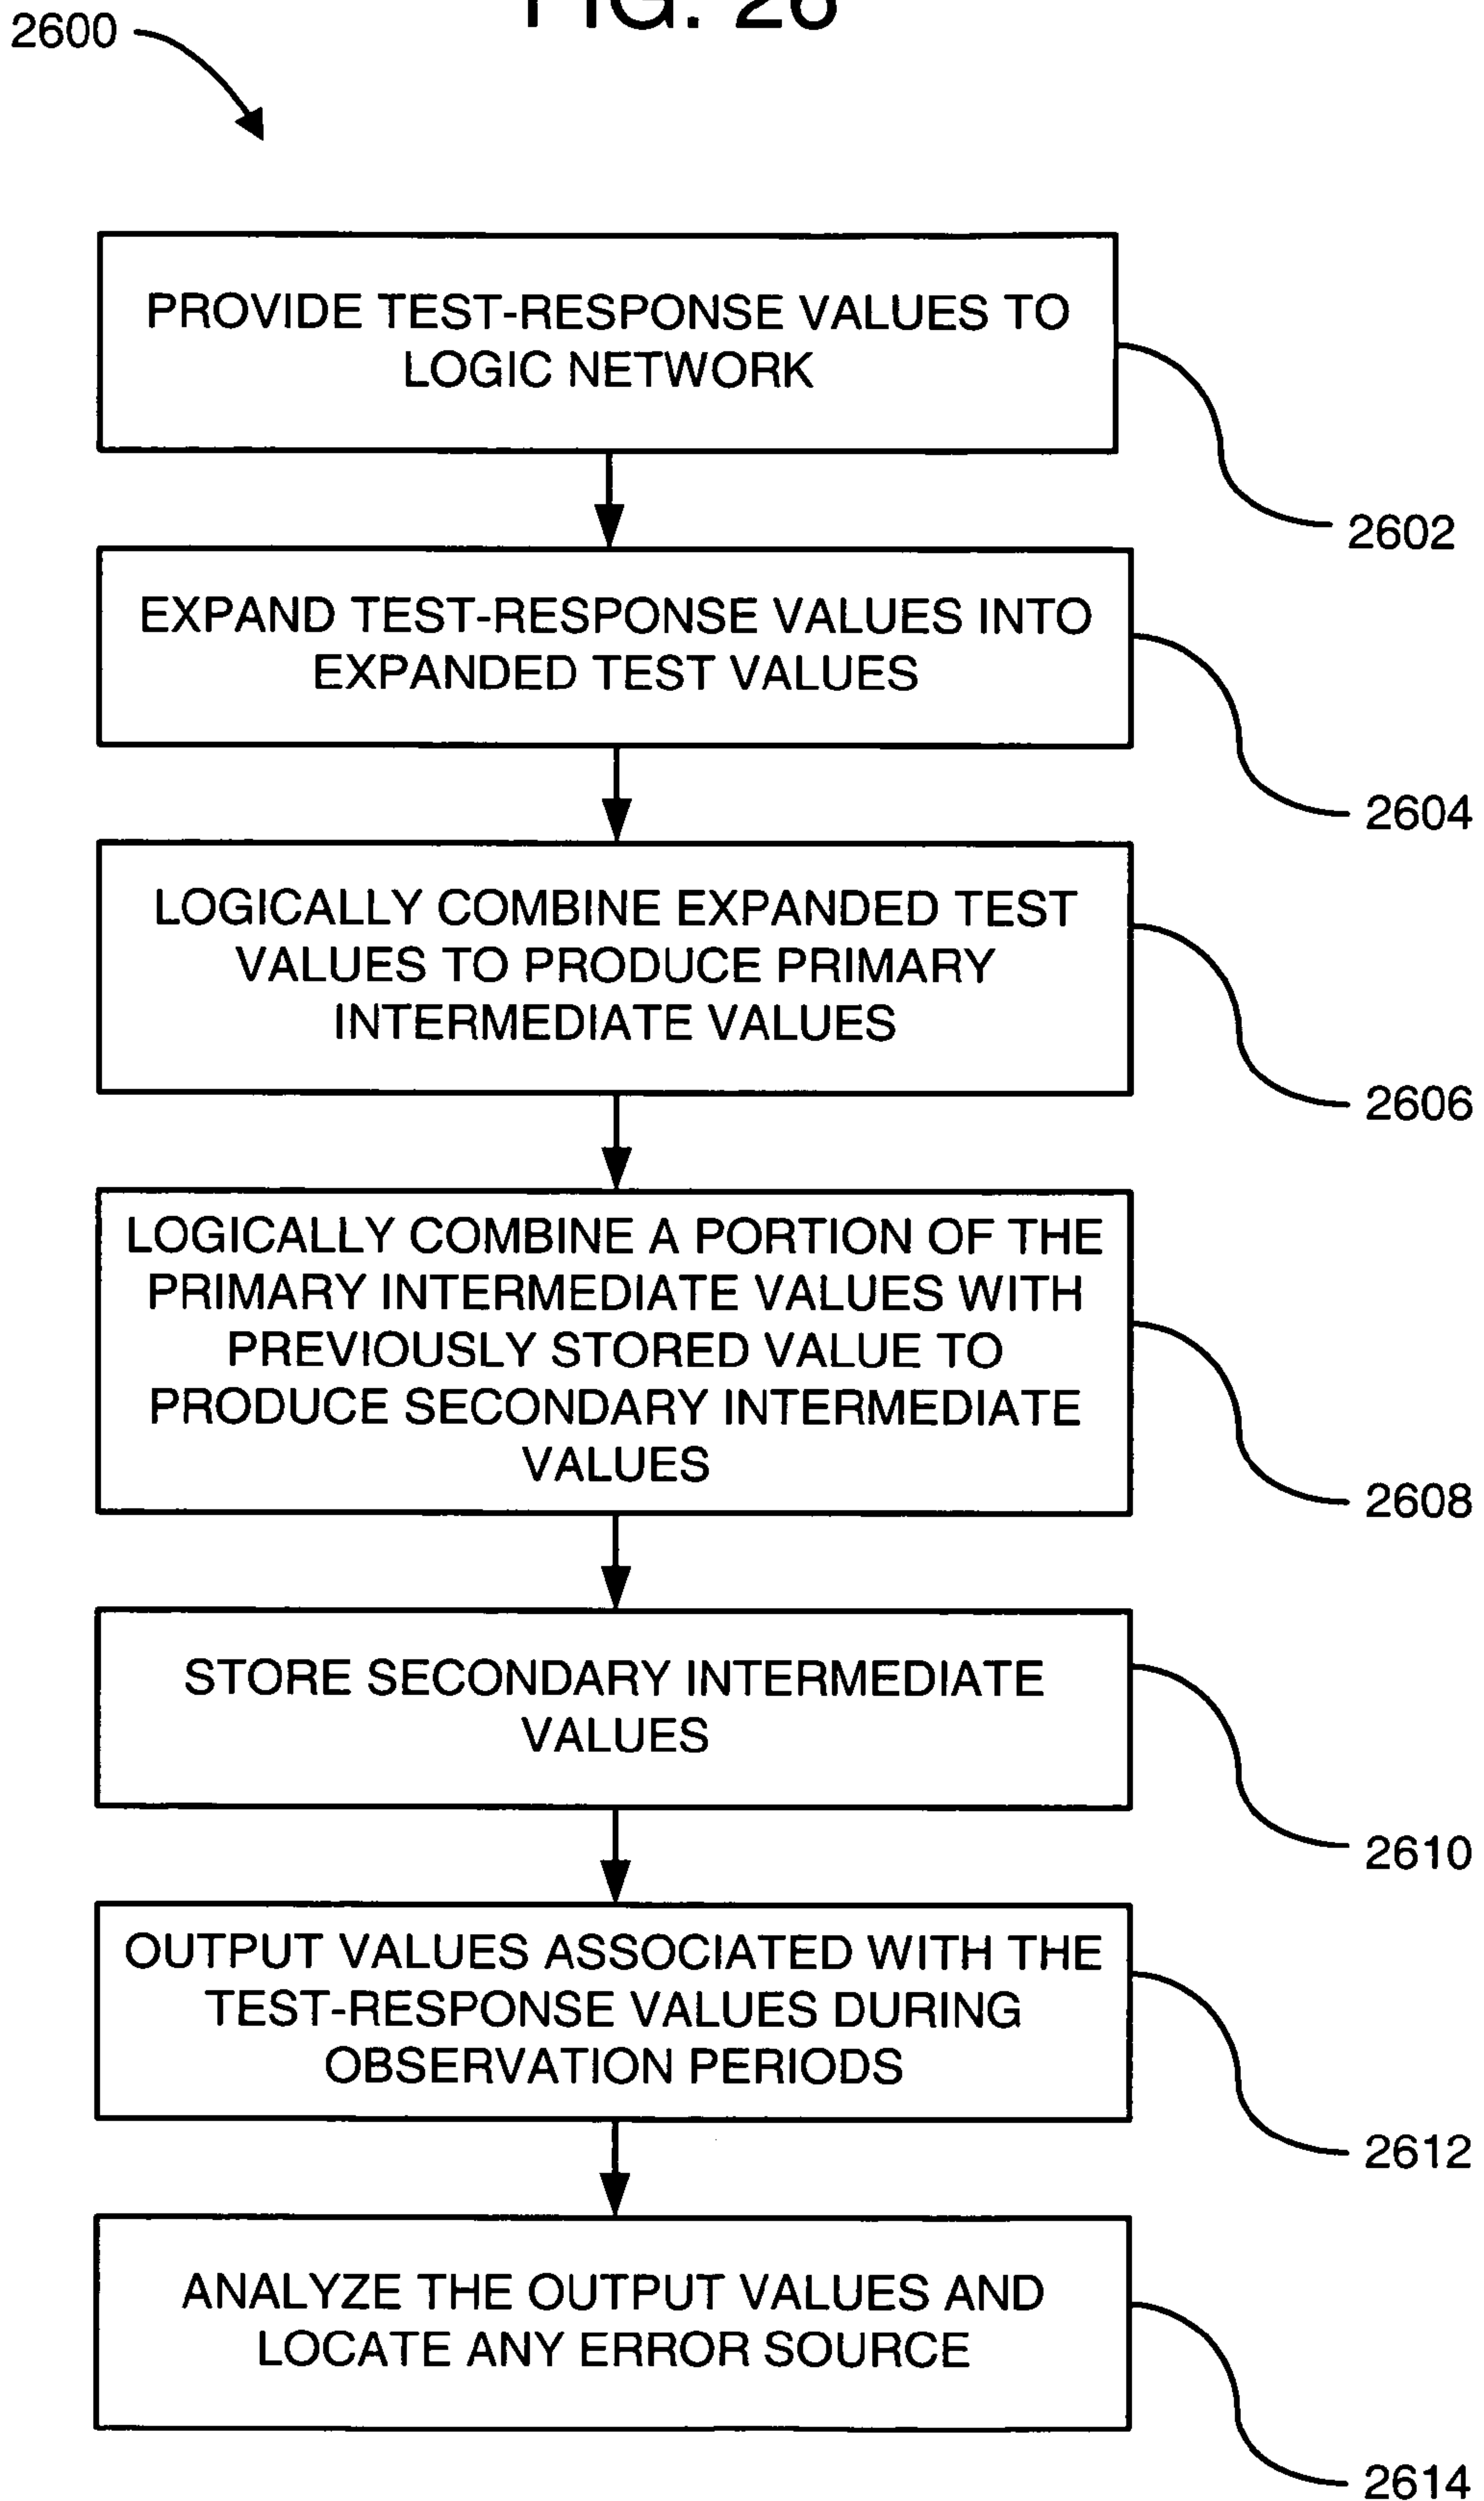 FIG. 26
2600
PROVIDE TEST-RESPONSE VALUES TO
LOGIC NETWORK
2602
EXPAND TEST-RESPONSE VALUES INTO
EXPANDED TEST VALUES
2604
LOGICALLY COMBINE EXPANDED TEST
VALUES TO PRODUCE PRIMARY
INTERMEDIATE VALUES
2606
LOGICALLY COMBINE A PORTION OF THE
PRIMARY INTERMEDIATE VALUES WITH
PREVIOUSLY STORED VALUE TO
PRODUCE SECONDARY INTERMEDIATE
VALUES
2608
STORE SECONDARY INTERMEDIATE
VALUES
2610
OUTPUT VALUES ASSOCIATED WITH THE
TEST-RESPONSE VALUES DURING
OBSERVATION PERIODS
2612
ANALYZE THE OUTPUT VALUES AND
LOCATE ANY ERROR SOURCE
2614